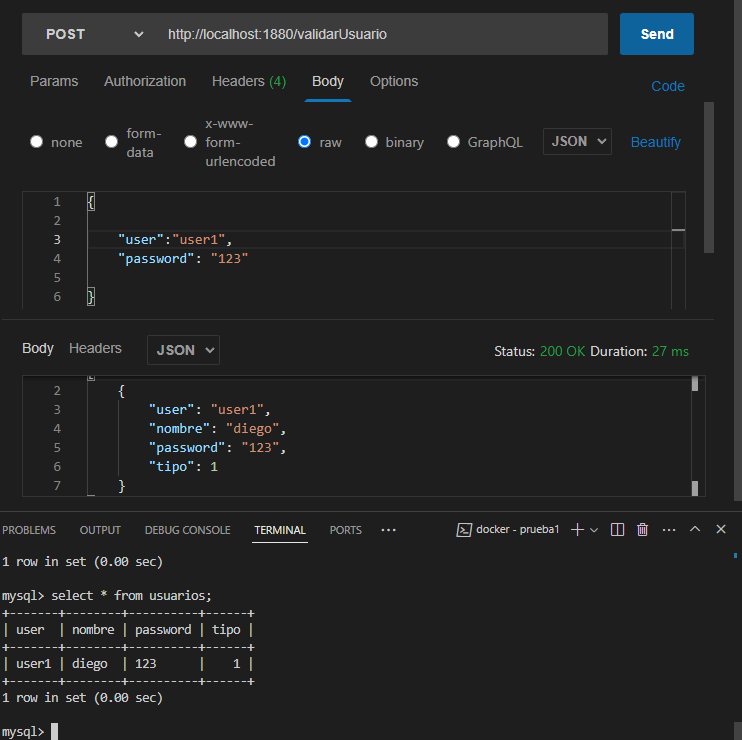 POST http://localhost:1880/validarUsuario Send
Params Authorization Headers (4) Body Options Code
none form-data x-www-form-urlencoded raw binary GraphQL JSON Beautify
1 {
2
3 "user":"user1",
4 "password": "123"
5
6 }
Body Headers JSON Status: 200 OK Duration: 27 ms
2 {
3 "user": "user1",
4 "nombre": "diego",
5 "password": "123",
6 "tipo": 1
7 }
PROBLEMS OUTPUT DEBUG CONSOLE TERMINAL PORTS ··· docker - prueba1
1 row in set (0.00 sec)
mysql> select * from usuarios;
+-------+--------+----------+------+
| user  | nombre | password | tipo |
+-------+--------+----------+------+
| user1 | diego  | 123      |    1 |
+-------+--------+----------+------+
1 row in set (0.00 sec)
mysql>